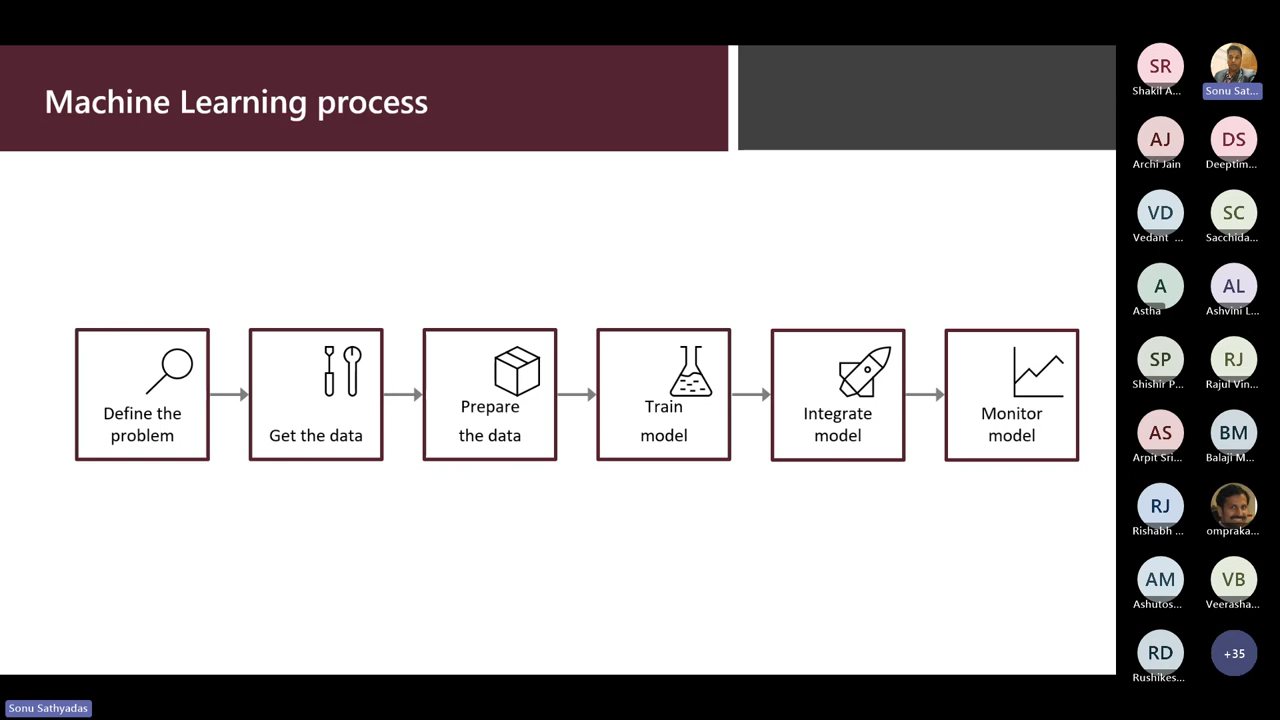 Machine Learning process
Define the
problem
Get the data
Prepare
the data
Train
model
Integrate
model
Monitor
model
SR
Shakil A...
Sonu Sat...
AJ
Archi Jain
DS
Deeptim...
VD
Vedant ...
SC
Sacchida...
A
Astha
AL
Ashvini L...
SP
Shishir P...
RJ
Rajul Vin...
AS
Arpit Sri...
BM
Balaji M...
RJ
Rishabh ...
ompraka...
AM
Ashutos...
VB
Veerasha...
RD
Rushikes...
+35
Sonu Sathyadas